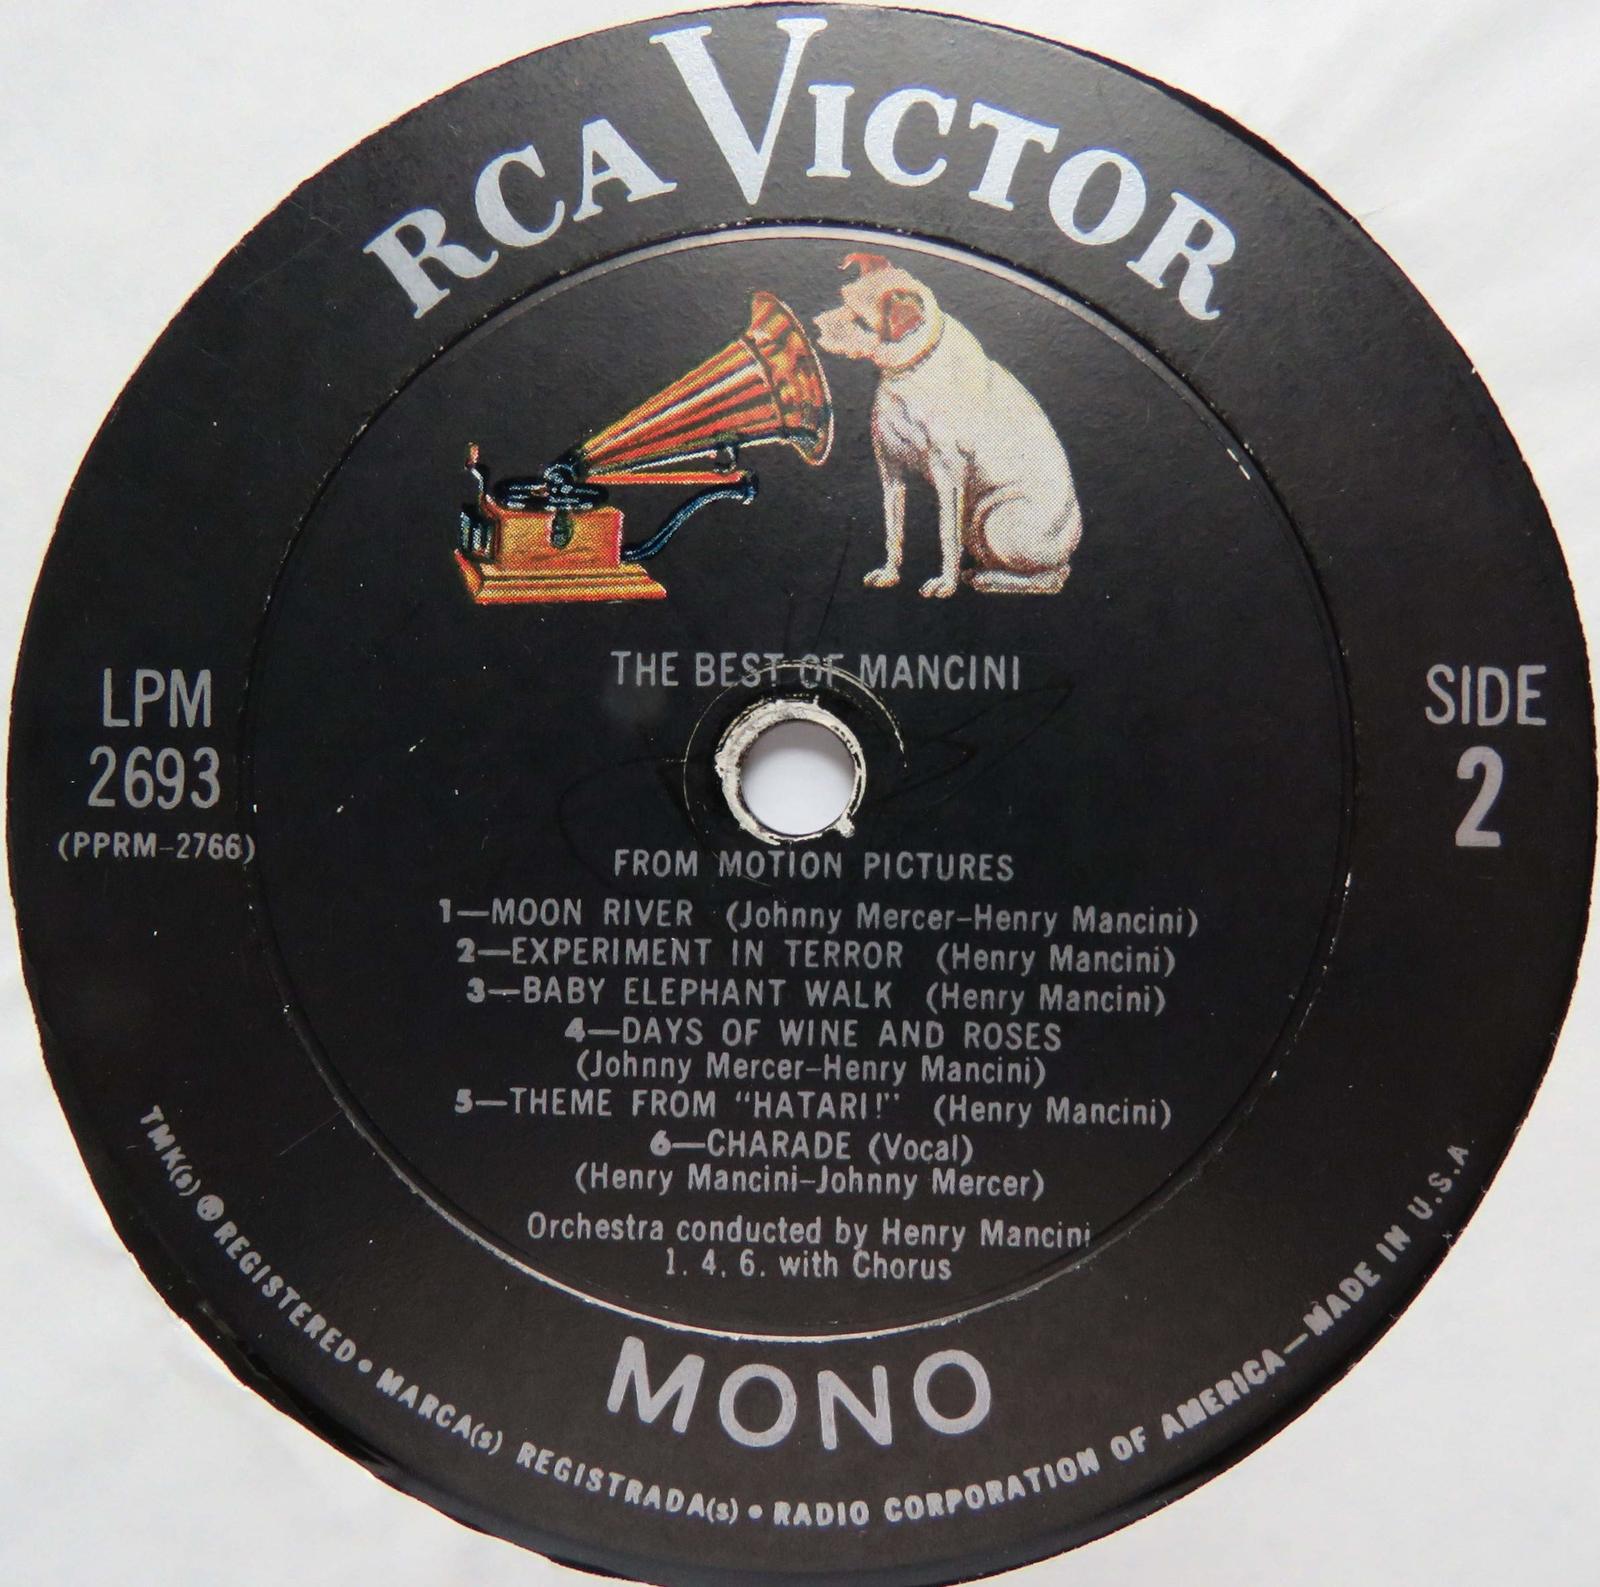 RCA VICTOR
THE BEST OF MANCINI
LPM
2693
(PPRM-2766)
SIDE
2
FROM MOTION PICTURES
1—MOON RIVER (Johnny Mercer-Henry Mancini)
2—EXPERIMENT IN TERROR (Henry Mancini)
3—BABY ELEPHANT WALK (Henry Mancini)
4—DAYS OF WINE AND ROSES
(Johnny Mercer-Henry Mancini)
5—THEME FROM "HATARI!" (Henry Mancini)
6—CHARADE (Vocal)
(Henry Mancini-Johnny Mercer)
Orchestra conducted by Henry Mancini
1. 4. 6. with Chorus
MONO
TMK(s) ® REGISTERED • MARCA(s) REGISTRADA(s) • RADIO CORPORATION OF AMERICA—MADE IN U.S.A